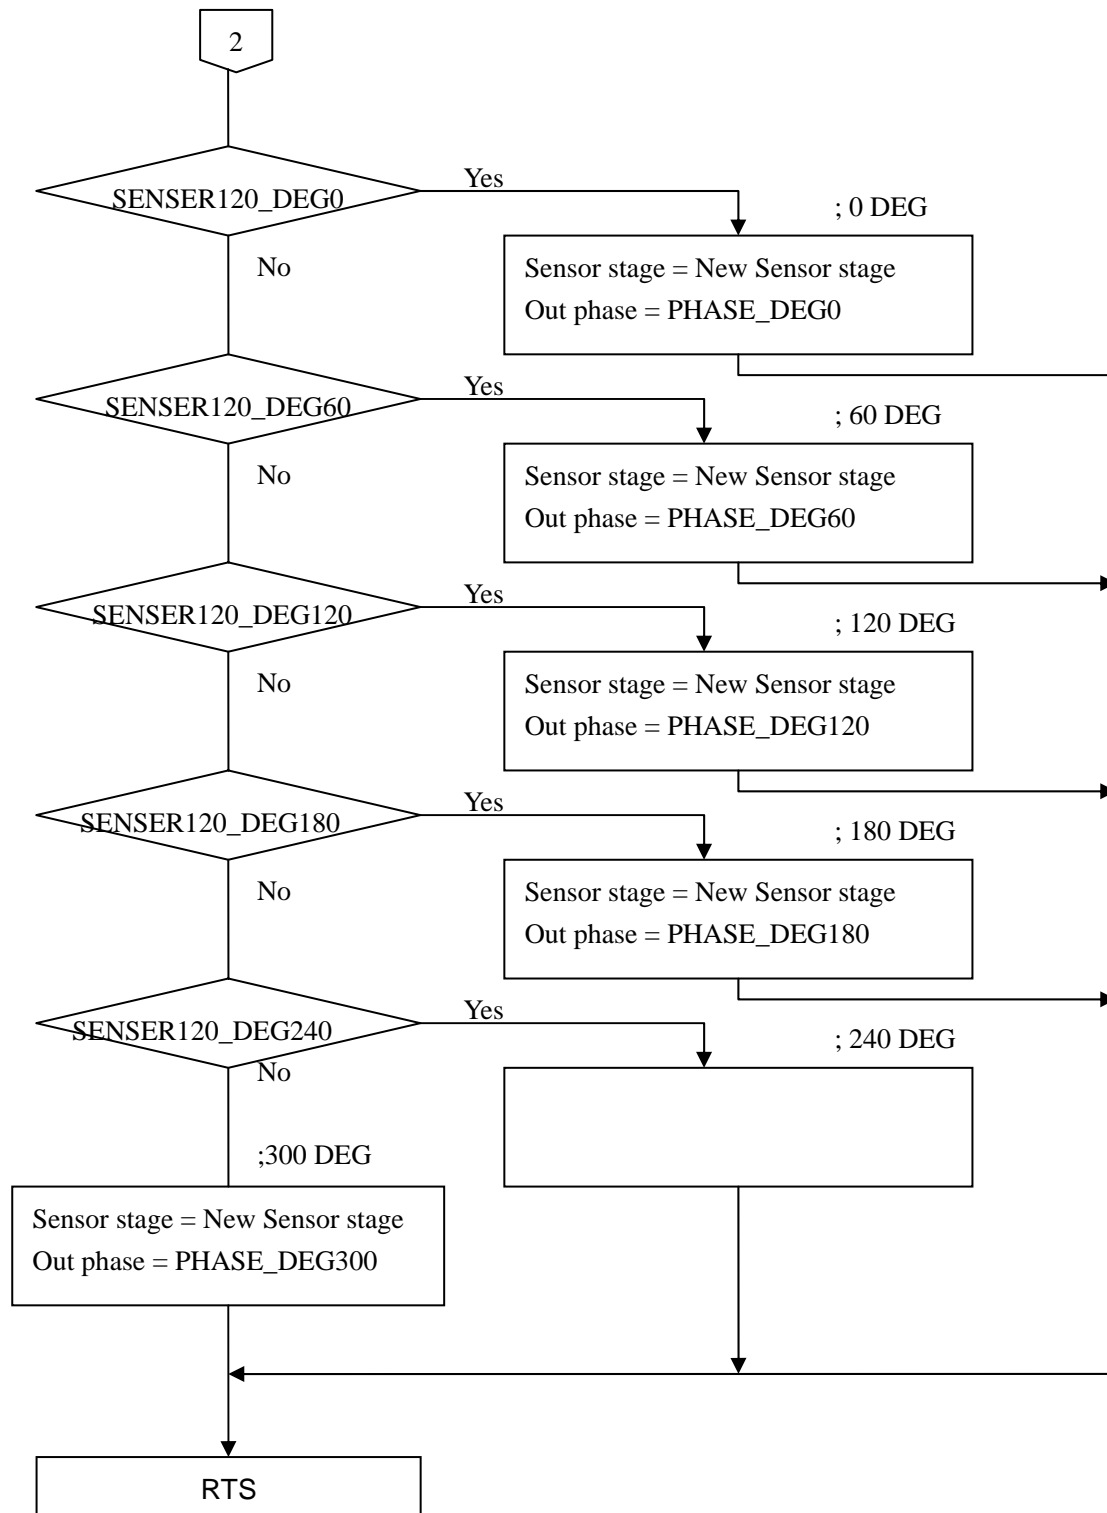 2
SENSER120_DEG0
Yes
; 0 DEG
No
Sensor stage = New Sensor stage
Out phase = PHASE_DEG0
SENSER120_DEG60
Yes
; 60 DEG
No
Sensor stage = New Sensor stage
Out phase = PHASE_DEG60
SENSER120_DEG120
Yes
; 120 DEG
No
Sensor stage = New Sensor stage
Out phase = PHASE_DEG120
SENSER120_DEG180
Yes
; 180 DEG
No
Sensor stage = New Sensor stage
Out phase = PHASE_DEG180
SENSER120_DEG240
Yes
; 240 DEG
No
;300 DEG
Sensor stage = New Sensor stage
Out phase = PHASE_DEG300
RTS